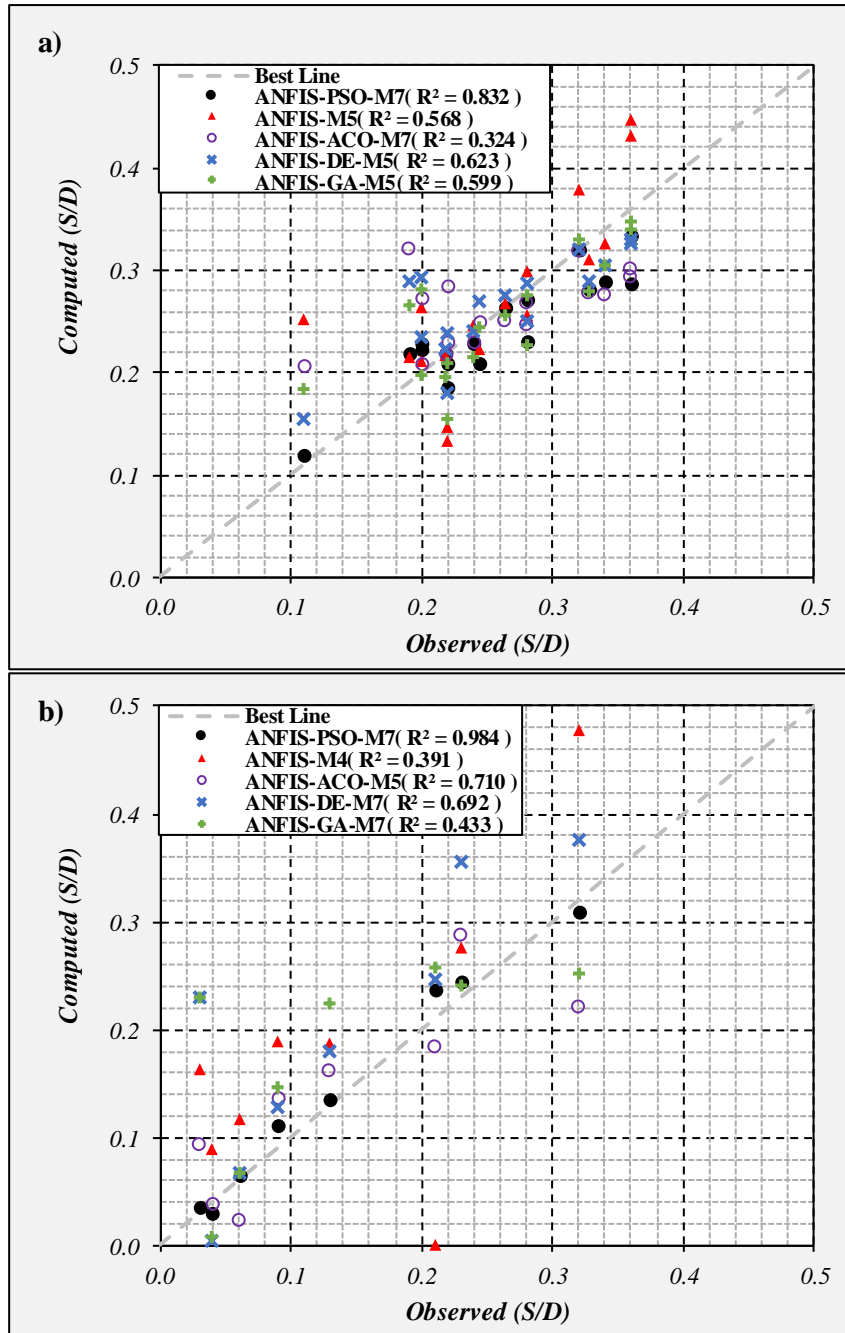 a)
Best Line
ANFIS-PSO-M7( R² = 0.832 )
ANFIS-M5( R² = 0.568 )
ANFIS-ACO-M7( R² = 0.324 )
ANFIS-DE-M5( R² = 0.623 )
ANFIS-GA-M5( R² = 0.599 )
Computed (S/D)
0.5
0.4
0.3
0.2
0.1
0.0
0.0 0.1 0.2 0.3 0.4 0.5
Observed (S/D)
b)
Best Line
ANFIS-PSO-M7( R² = 0.984 )
ANFIS-M4( R² = 0.391 )
ANFIS-ACO-M5( R² = 0.710 )
ANFIS-DE-M7( R² = 0.692 )
ANFIS-GA-M7( R² = 0.433 )
Computed (S/D)
0.5
0.4
0.3
0.2
0.1
0.0
0.0 0.1 0.2 0.3 0.4 0.5
Observed (S/D)